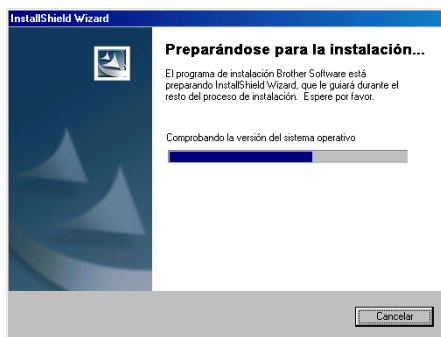 InstallShield Wizard
Preparándose para la instalación...
El programa de instalación Brother Software está
preparando InstallShield Wizard, que le guiará durante el
resto del proceso de instalación. Espere por favor.
Comprobando la versión del sistema operativo
Cancelar